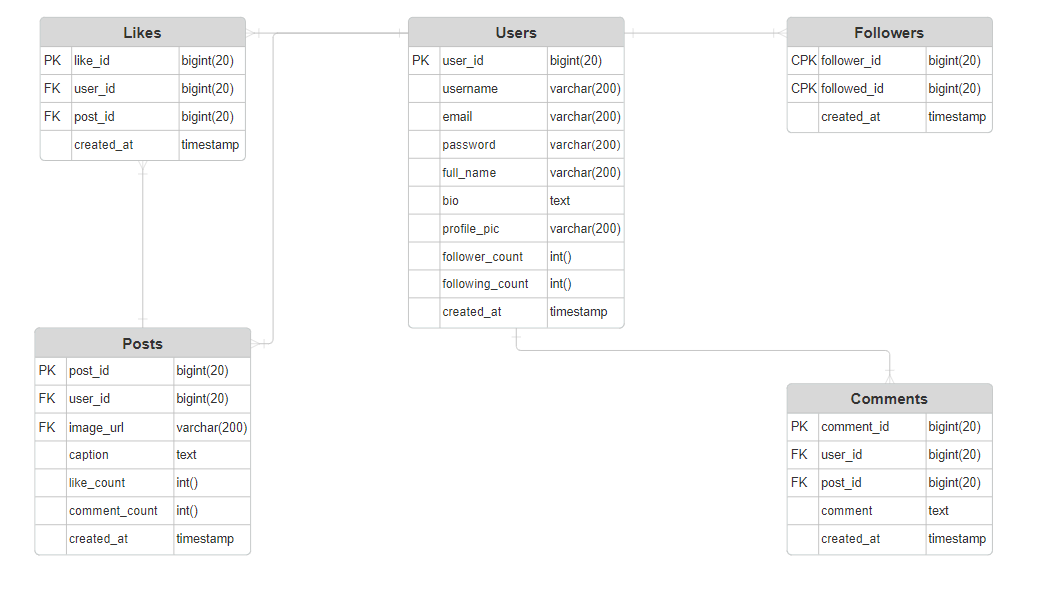 Likes
PK like_id bigint(20)
FK user_id bigint(20)
FK post_id bigint(20)
created_at timestamp
Users
PK user_id bigint(20)
username varchar(200)
email varchar(200)
password varchar(200)
full_name varchar(200)
bio text
profile_pic varchar(200)
follower_count int()
following_count int()
created_at timestamp
Followers
CPK follower_id bigint(20)
CPK followed_id bigint(20)
created_at timestamp
Posts
PK post_id bigint(20)
FK user_id bigint(20)
FK image_url varchar(200)
caption text
like_count int()
comment_count int()
created_at timestamp
Comments
PK comment_id bigint(20)
FK user_id bigint(20)
FK post_id bigint(20)
comment text
created_at timestamp